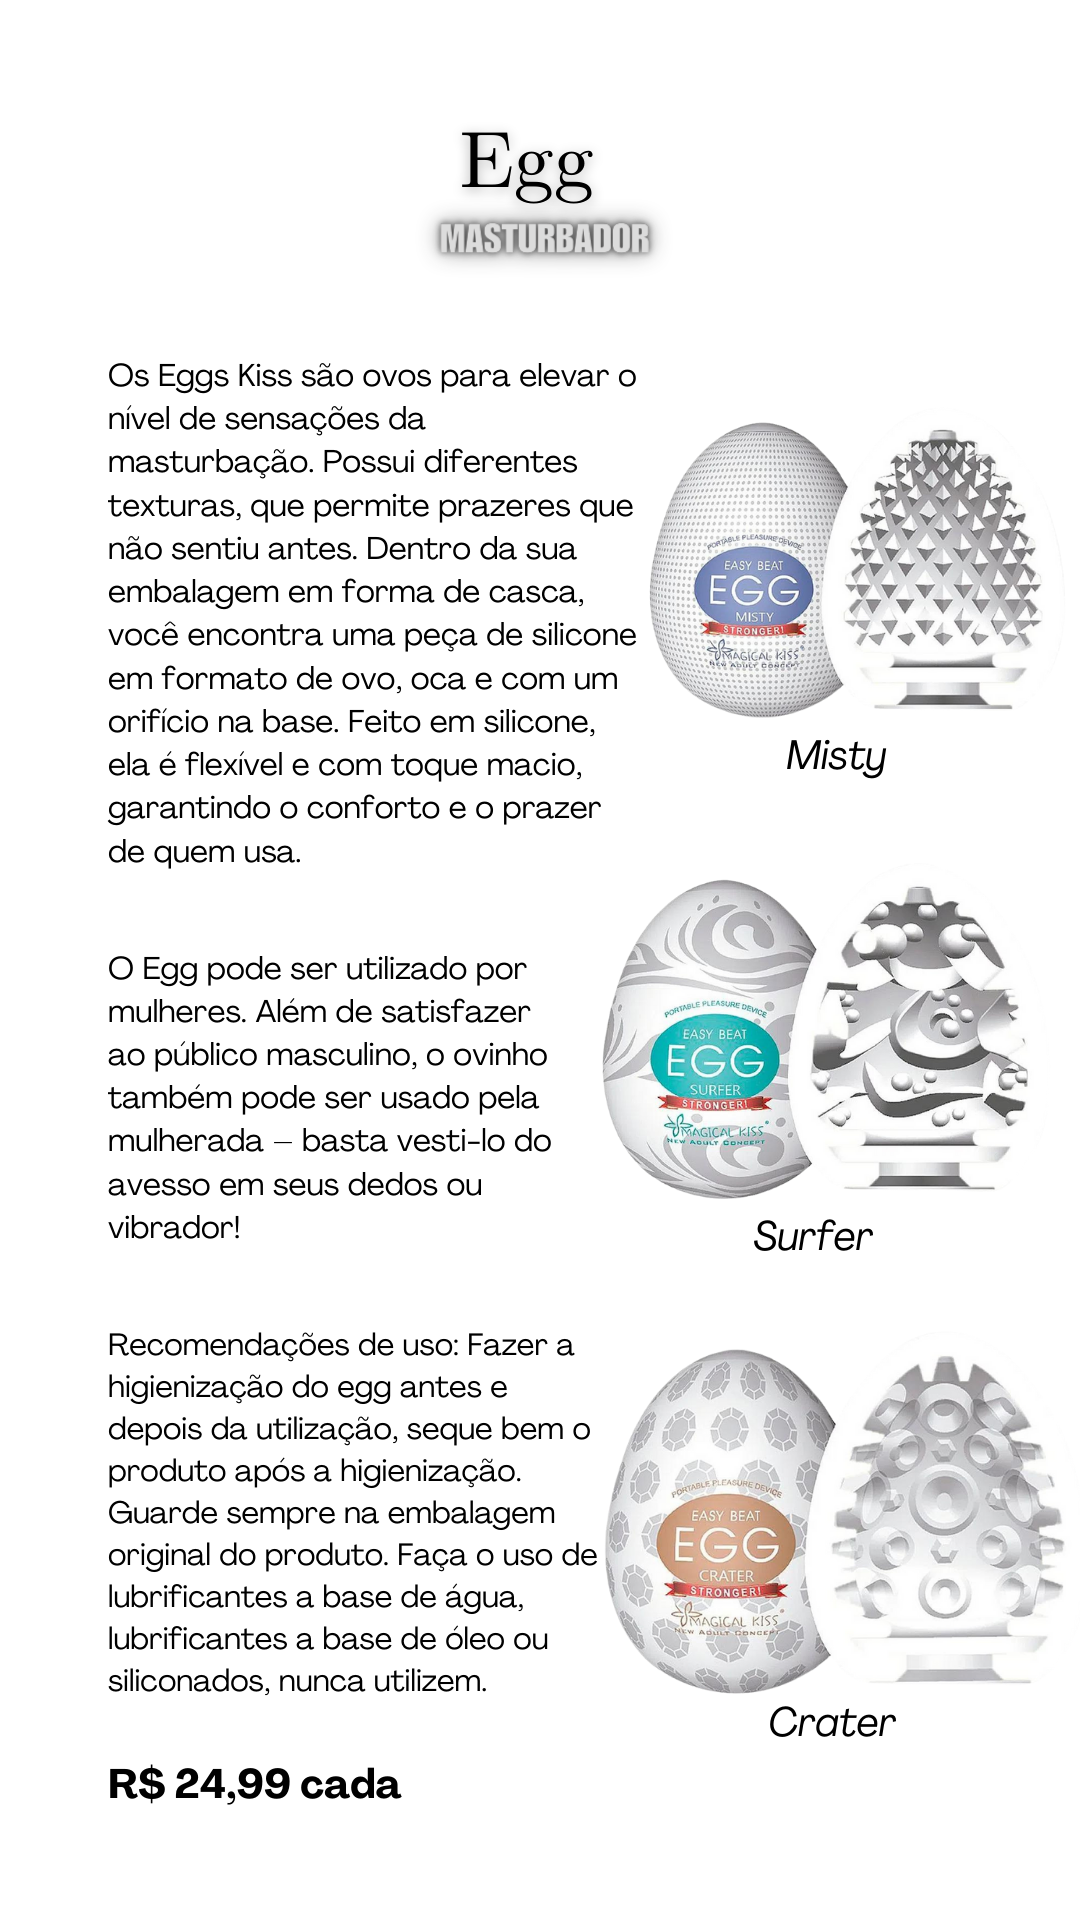 Egg
MASTURBADOR
Os Eggs Kiss são ovos para elevar o
nível de sensações da
masturbação. Possui diferentes
texturas, que permite prazeres que
não sentiu antes. Dentro da sua
embalagem em forma de casca,
você encontra uma peça de silicone
em formato de ovo, oca e com um
orifício na base. Feito em silicone,
ela é flexível e com toque macio,
garantindo o conforto e o prazer
de quem usa.
PORTABLE PLEASURE DEVICE
EASY BEAT
EGG
MISTY
STRONGER!
MAGICAL KISS
NEW ADULT CONCEPT
Misty
O Egg pode ser utilizado por
mulheres. Além de satisfazer
ao público masculino, o ovinho
também pode ser usado pela
mulherada – basta vesti-lo do
avesso em seus dedos ou
vibrador!
PORTABLE PLEASURE DEVICE
EASY BEAT
EGG
SURFER
STRONGER!
MAGICAL KISS
NEW ADULT CONCEPT
Surfer
Recomendações de uso: Fazer a
higienização do egg antes e
depois da utilização, seque bem o
produto após a higienização.
Guarde sempre na embalagem
original do produto. Faça o uso de
lubrificantes a base de água,
lubrificantes a base de óleo ou
siliconados, nunca utilizem.
PORTABLE PLEASURE DEVICE
EASY BEAT
EGG
CRATER
STRONGER!
MAGICAL KISS
NEW ADULT CONCEPT
Crater
R$ 24,99 cada